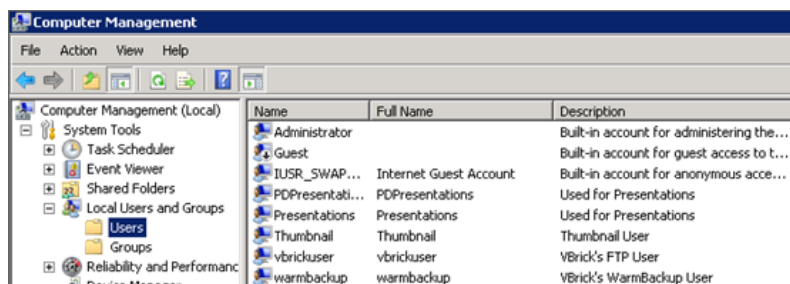 Computer Management
File Action View Help
Computer Management (Local)
System Tools
Task Scheduler
Event Viewer
Shared Folders
Local Users and Groups
Users
Groups
Reliability and Performanc
Device Manager
Name Full Name Description
Administrator Built-in account for administering the...
Guest Built-in account for guest access to t...
IUSR_SWAP... Internet Guest Account Built-in account for anonymous acce...
PDPresentati... PDPresentations Used for Presentations
Presentations Presentations Used for Presentations
Thumbnail Thumbnail Thumbnail User
vbrickuser vbrickuser VBrick's FTP User
warmbackup warmbackup VBrick's WarmBackup User